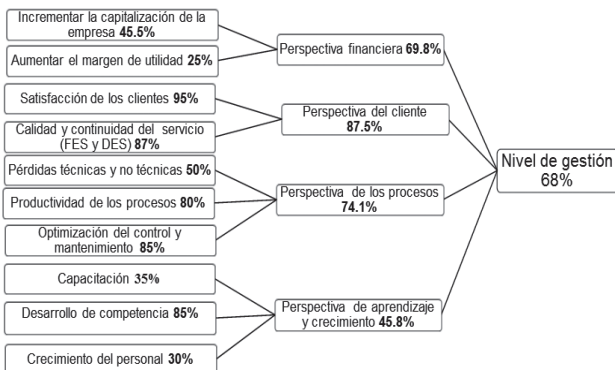 Incrementar la capitalización de la
empresa 45.5%
Aumentar el margen de utilidad 25%
Perspectiva financiera 69.8%
Satisfacción de los clientes 95%
Calidad y continuidad del servicio
(FES y DES) 87%
Perspectiva del cliente
87.5%
Pérdidas técnicas y no técnicas 50%
Productividad de los procesos 80%
Optimización del control y
mantenimiento 85%
Perspectiva de los procesos
74.1%
Capacitación 35%
Desarrollo de competencia 85%
Crecimiento del personal 30%
Perspectiva de aprendizaje
y crecimiento 45.8%
Nivel de gestión
68%